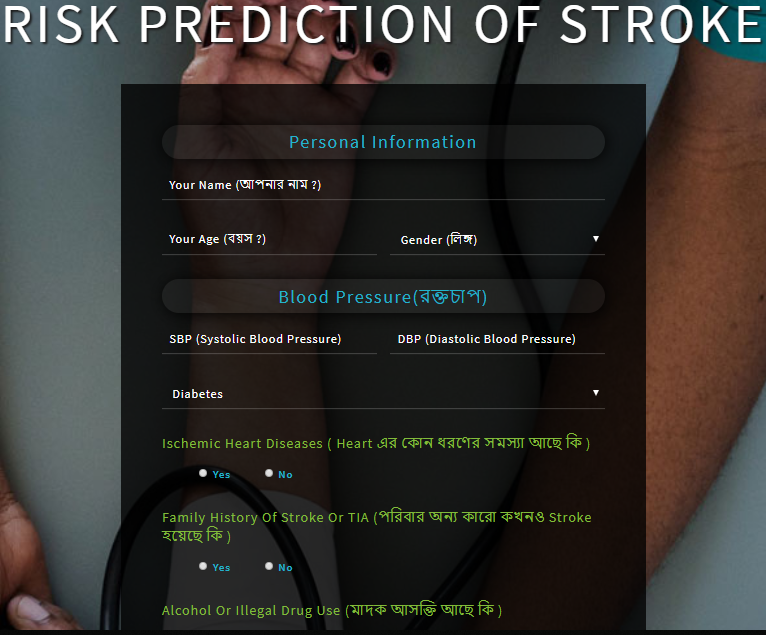 RISK PREDICTION OF STROKE
Personal Information
Your Name (আপনার নাম ?)
Your Age (বয়স ?)
Gender (লিঙ্গ)
Blood Pressure(রক্তচাপ)
SBP (Systolic Blood Pressure)
DBP (Diastolic Blood Pressure)
Diabetes
Ischemic Heart Diseases ( Heart এর কোন ধরণের সমস্যা আছে কি )
Yes No
Family History Of Stroke Or TIA (পরিবার অন্য কারো কখনও Stroke
হয়েছে কি )
Yes No
Alcohol Or Illegal Drug Use (মাদক আসক্তি আছে কি )